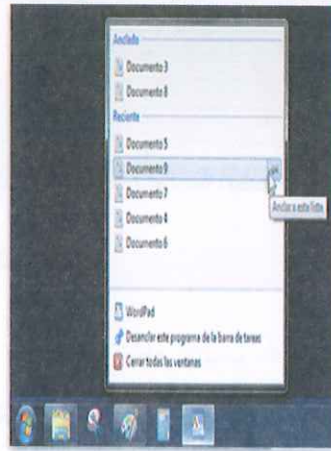 Anclado
Documento 3
Documento 8
Reciente
Documento 5
Documento 9
Documento 7
Documento 4
Documento 6
Anclar a esta lista
WordPad
Desanclar este programa de la barra de tareas
Cerrar todas las ventanas